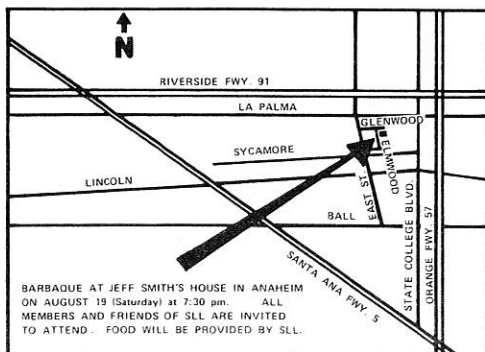 N
RIVERSIDE FWY. 91
LA PALMA
GLENWOOD
ELMWOOD
SYCAMORE
LINCOLN
EAST ST.
BALL
STATE COLLEGE BLVD.
ORANGE FWY. 57
SANTA ANA FWY. 5
BARBAQUE AT JEFF SMITH'S HOUSE IN ANAHEIM
ON AUGUST 19 (Saturday) at 7:30 pm. ALL
MEMBERS AND FRIENDS OF SLL ARE INVITED
TO ATTEND. FOOD WILL BE PROVIDED BY SLL.